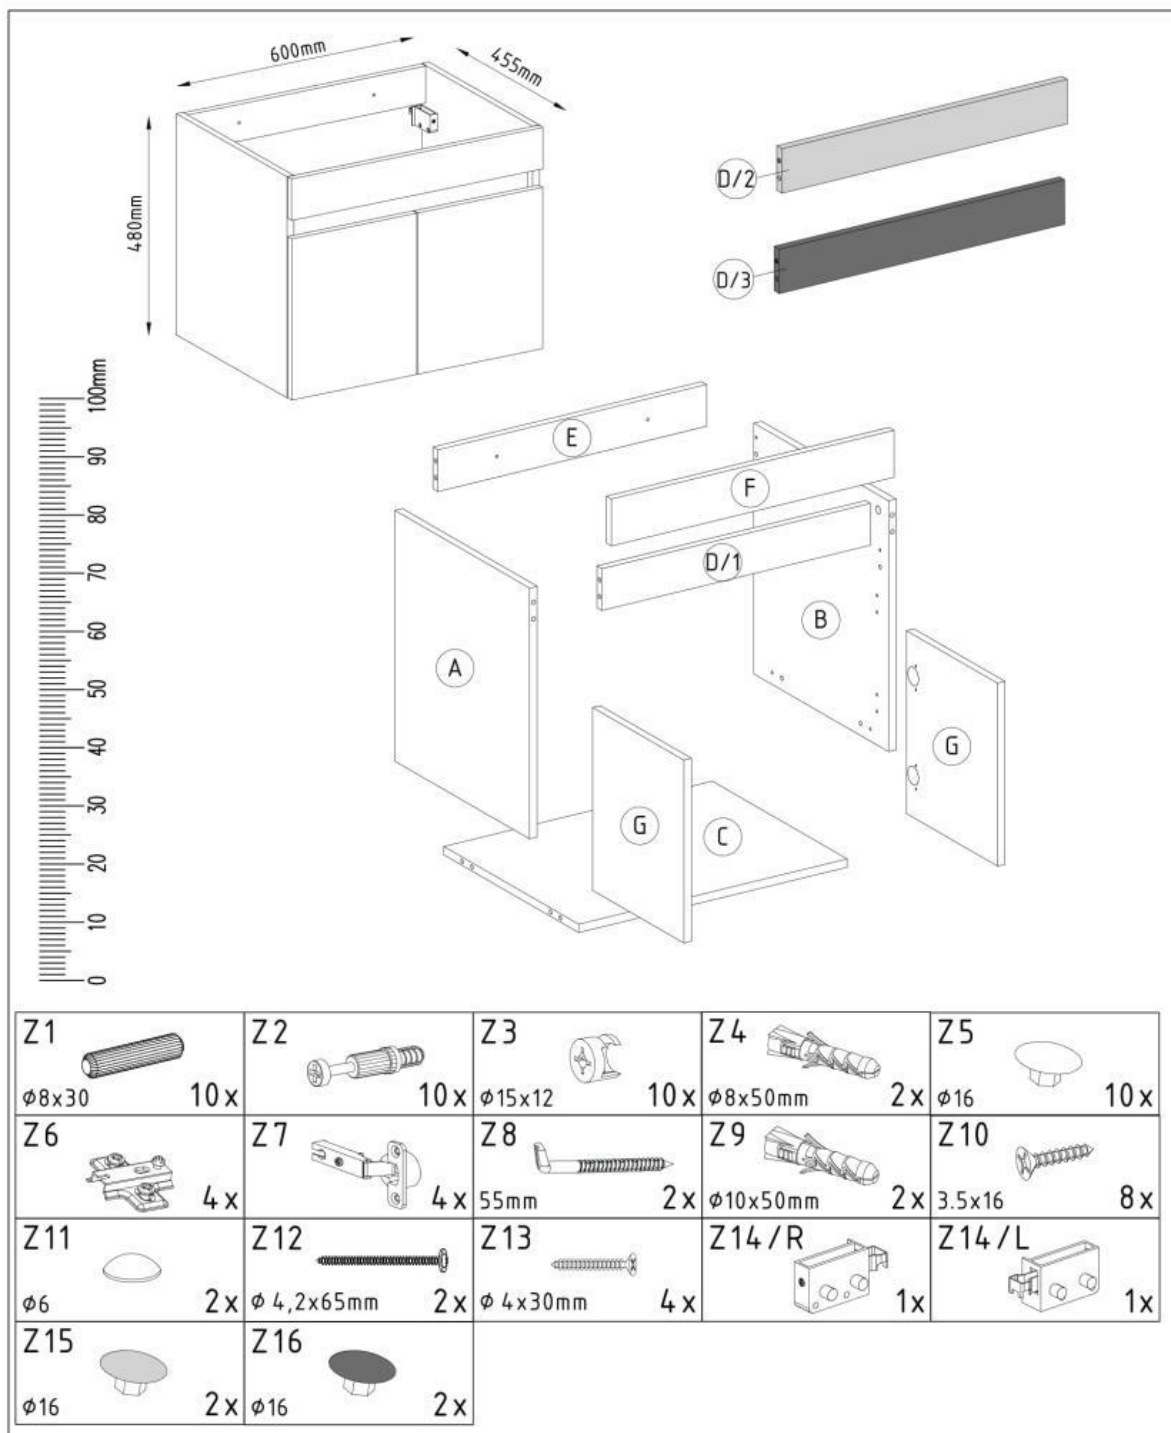 600mm
455mm
480mm
D/2
D/3
100mm
90
80
70
60
50
40
30
20
10
0
E
F
D/1
A
B
G
G
C
Z1
ϕ8x30 10x
Z2
10x
Z3
ϕ15x12 10x
Z4
ϕ8x50mm 2x
Z5
ϕ16 10x
Z6
4x
Z7
4x
Z8
55mm 2x
Z9
ϕ10x50mm 2x
Z10
3.5x16 8x
Z11
ϕ6 2x
Z12
ϕ 4,2x65mm 2x
Z13
ϕ 4x30mm 4x
Z14/R
1x
Z14/L
1x
Z15
ϕ16 2x
Z16
ϕ16 2x